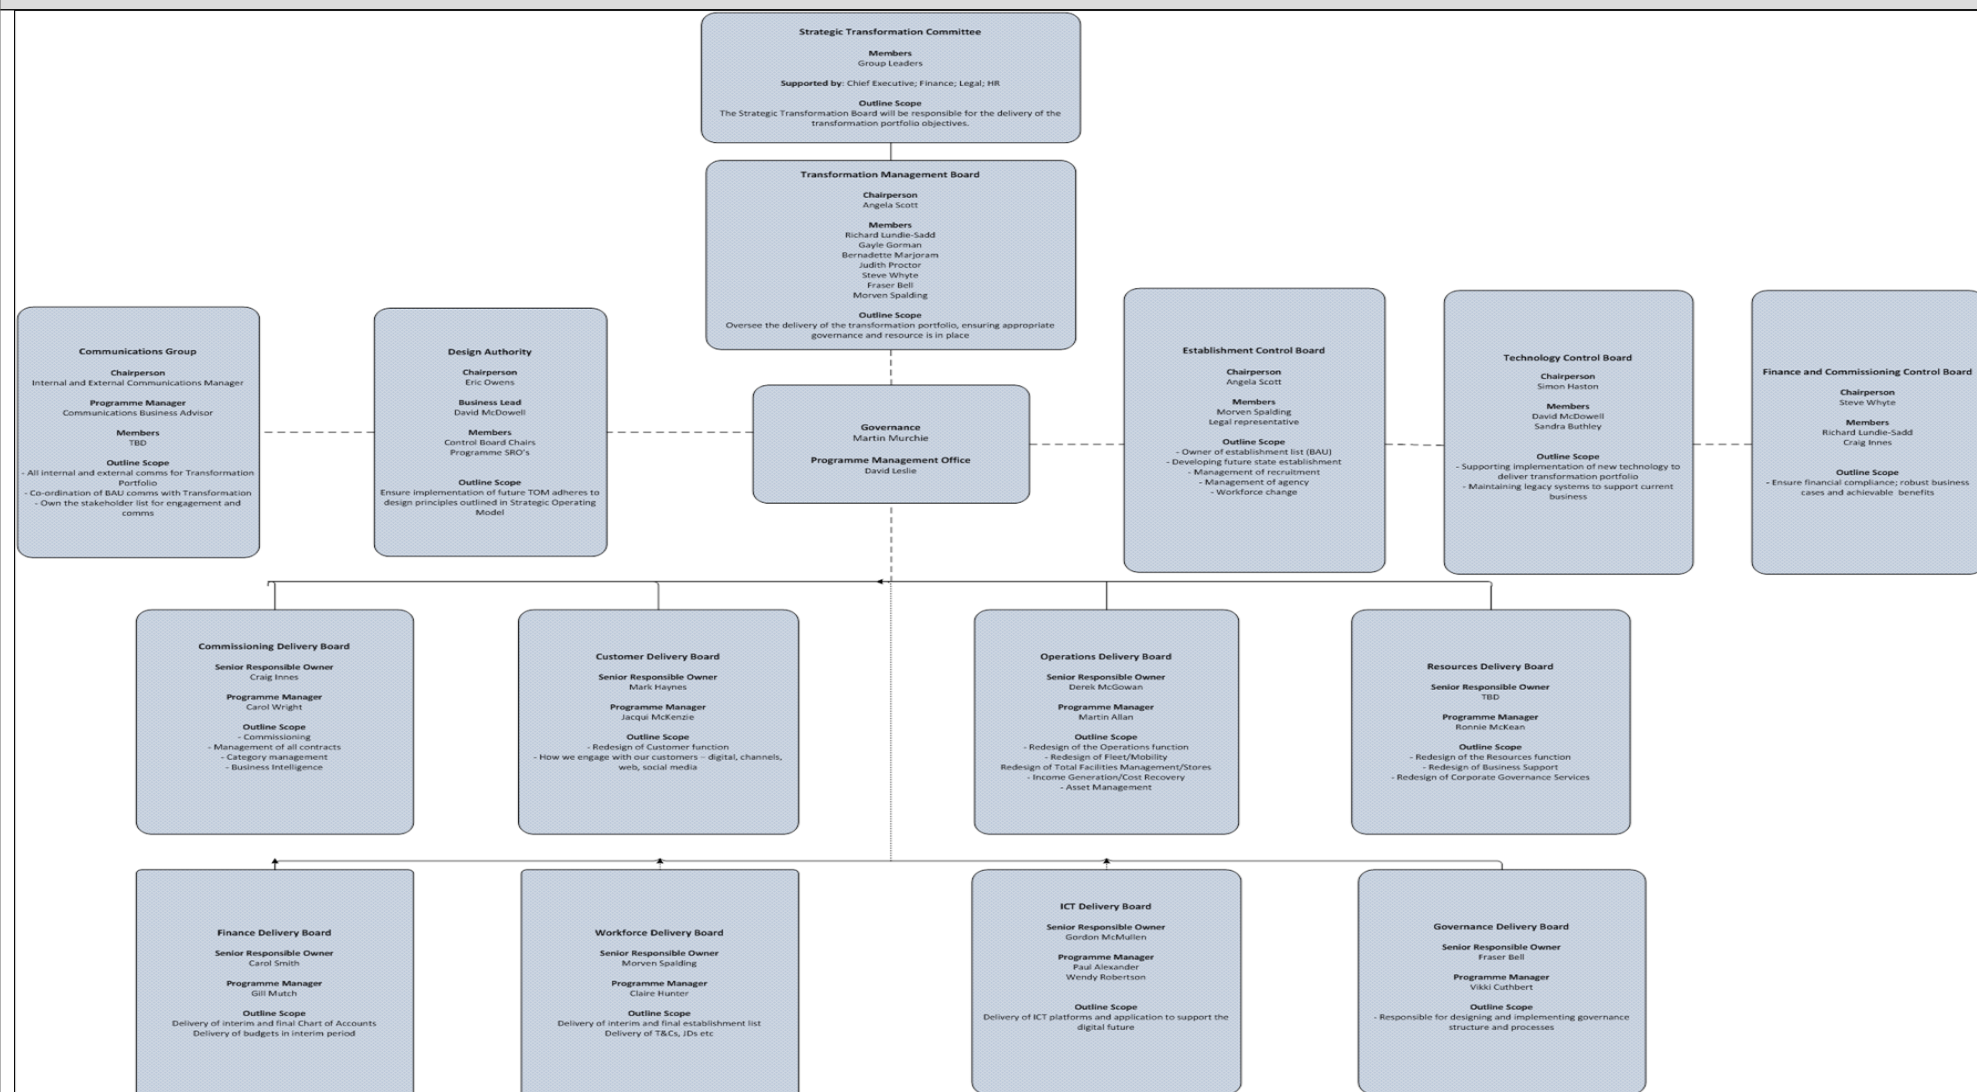 Strategic Transformation Committee
Members
Group Leaders
Supported by: Chief Executive; Finance; Legal; HR
Outline Scope
The Strategic Transformation Board will be responsible for the delivery of the
transformation portfolio objectives.
Transformation Management Board
Chairperson
Angela Scott
Members
Richard Lundie-Sadd
Gayle Gorman
Bernadette Marjoram
Judith Proctor
Steve Whyte
Fraser Bell
Morven Spalding
Outline Scope
Oversee the delivery of the transformation portfolio, ensuring appropriate
governance and resource is in place
Communications Group
Chairperson
Internal and External Communications Manager
Programme Manager
Communications Business Advisor
Members
TBD
Outline Scope
- All internal and external comms for Transformation
Portfolio
- Co-ordination of BAU comms with Transformation
- Own the stakeholder list for engagement and
comms
Design Authority
Chairperson
Eric Owens
Business Lead
David McDowell
Members
Control Board Chairs
Programme SRO's
Outline Scope
Ensure implementation of future TOM adheres to
design principles outlined in Strategic Operating
Model
Governance
Martin Murchie
Programme Management Office
David Leslie
Establishment Control Board
Chairperson
Angela Scott
Members
Morven Spalding
Legal representative
Outline Scope
- Owner of establishment list (BAU)
- Developing future state establishment
- Management of recruitment
- Management of agency
- Workforce change
Technology Control Board
Chairperson
Simon Haston
Members
David McDowell
Sandra Buthley
Outline Scope
- Supporting implementation of new technology to
deliver transformation portfolio
- Maintaining legacy systems to support current
business
Finance and Commissioning Control Board
Chairperson
Steve Whyte
Members
Richard Lundie-Sadd
Craig Innes
Outline Scope
- Ensure financial compliance; robust business
cases and achievable benefits
Commissioning Delivery Board
Senior Responsible Owner
Craig Innes
Programme Manager
Carol Wright
Outline Scope
- Commissioning
- Management of all contracts
- Category management
- Business Intelligence
Customer Delivery Board
Senior Responsible Owner
Mark Haynes
Programme Manager
Jacqui McKenzie
Outline Scope
- Redesign of Customer function
- How we engage with our customers – digital, channels,
web, social media
Operations Delivery Board
Senior Responsible Owner
Derek McGowan
Programme Manager
Martin Allan
Outline Scope
- Redesign of the Operations function
- Redesign of Fleet/Mobility
Redesign of Total Facilities Management/Stores
- Income Generation/Cost Recovery
- Asset Management
Resources Delivery Board
Senior Responsible Owner
TBD
Programme Manager
Ronnie McKean
Outline Scope
- Redesign of the Resources function
- Redesign of Business Support
- Redesign of Corporate Governance Services
Finance Delivery Board
Senior Responsible Owner
Carol Smith
Programme Manager
Gill Mutch
Outline Scope
Delivery of interim and final Chart of Accounts
Delivery of budgets in interim period
Workforce Delivery Board
Senior Responsible Owner
Morven Spalding
Programme Manager
Claire Hunter
Outline Scope
Delivery of interim and final establishment list
Delivery of T&Cs, JDs etc
ICT Delivery Board
Senior Responsible Owner
Gordon McMullen
Programme Manager
Paul Alexander
Wendy Robertson
Outline Scope
Delivery of ICT platforms and application to support the
digital future
Governance Delivery Board
Senior Responsible Owner
Fraser Bell
Programme Manager
Vikki Cuthbert
Outline Scope
- Responsible for designing and implementing governance
structure and processes